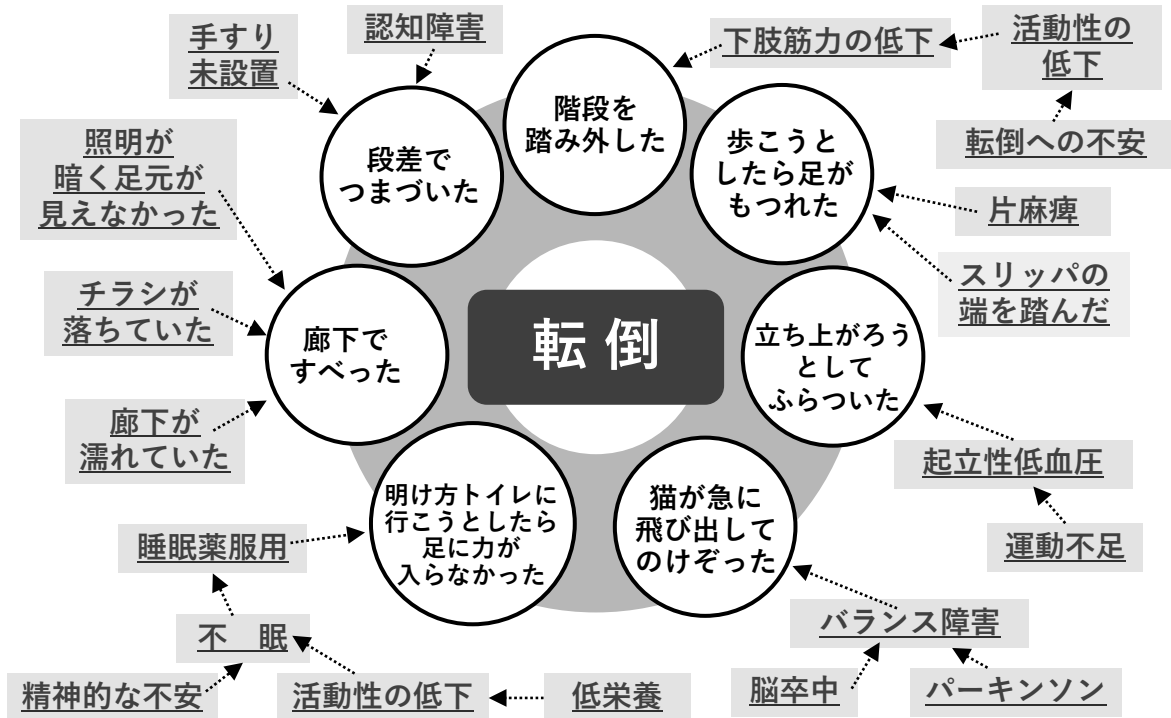 手すり
未設置
認知障害
下肢筋力の低下
活動性の
低下
転倒への不安
階段を
踏み外した
段差で
つまづいた
歩こうと
したら足が
もつれた
片麻痺
スリッパの
端を踏んだ
照明が
暗く足元が
見えなかった
チラシが
落ちていた
廊下が
濡れていた
廊下で
すべった
転倒
立ち上がろう
として
ふらついた
起立性低血圧
運動不足
明け方トイレに
行こうとしたら
足に力が
入らなかった
猫が急に
飛び出して
のけぞった
睡眠薬服用
不　眠
精神的な不安
活動性の低下
低栄養
バランス障害
脳卒中
パーキンソン